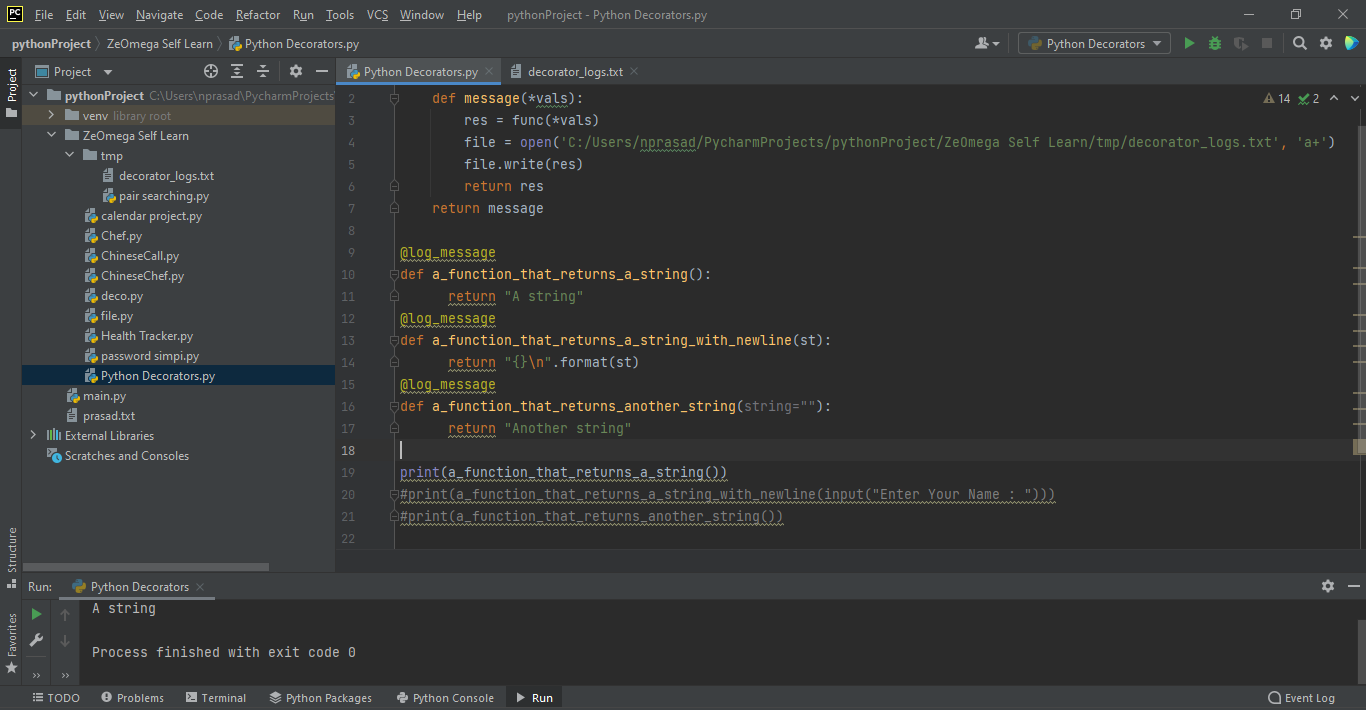 PC File Edit View Navigate Code Refactor Run Tools VCS Window Help pythonProject - Python Decorators.py
pythonProject ZeOmega Self Learn Python Decorators.py Python Decorators
Project
Project
Python Decorators.py decorator_logs.txt
pythonProject C:\Users\nprasad\PycharmProjects
venv library root
ZeOmega Self Learn
tmp
decorator_logs.txt
pair searching.py
calendar project.py
Chef.py
ChineseCall.py
ChineseChef.py
deco.py
file.py
Health Tracker.py
password simpi.py
Python Decorators.py
main.py
prasad.txt
External Libraries
Scratches and Consoles
14 2
2 def message(*vals):
3 res = func(*vals)
4 file = open('C:/Users/nprasad/PycharmProjects/pythonProject/ZeOmega Self Learn/tmp/decorator_logs.txt', 'a+')
5 file.write(res)
6 return res
7 return message
8
9 @log_message
10 def a_function_that_returns_a_string():
11 return "A string"
12 @log_message
13 def a_function_that_returns_a_string_with_newline(st):
14 return "{}\n".format(st)
15 @log_message
16 def a_function_that_returns_another_string(string=""):
17 return "Another string"
18
19 print(a_function_that_returns_a_string())
20 #print(a_function_that_returns_a_string_with_newline(input("Enter Your Name : ")))
21 #print(a_function_that_returns_another_string())
22
Structure
Favorites
Run: Python Decorators
A string
Process finished with exit code 0
TODO Problems Terminal Python Packages Python Console Run Event Log